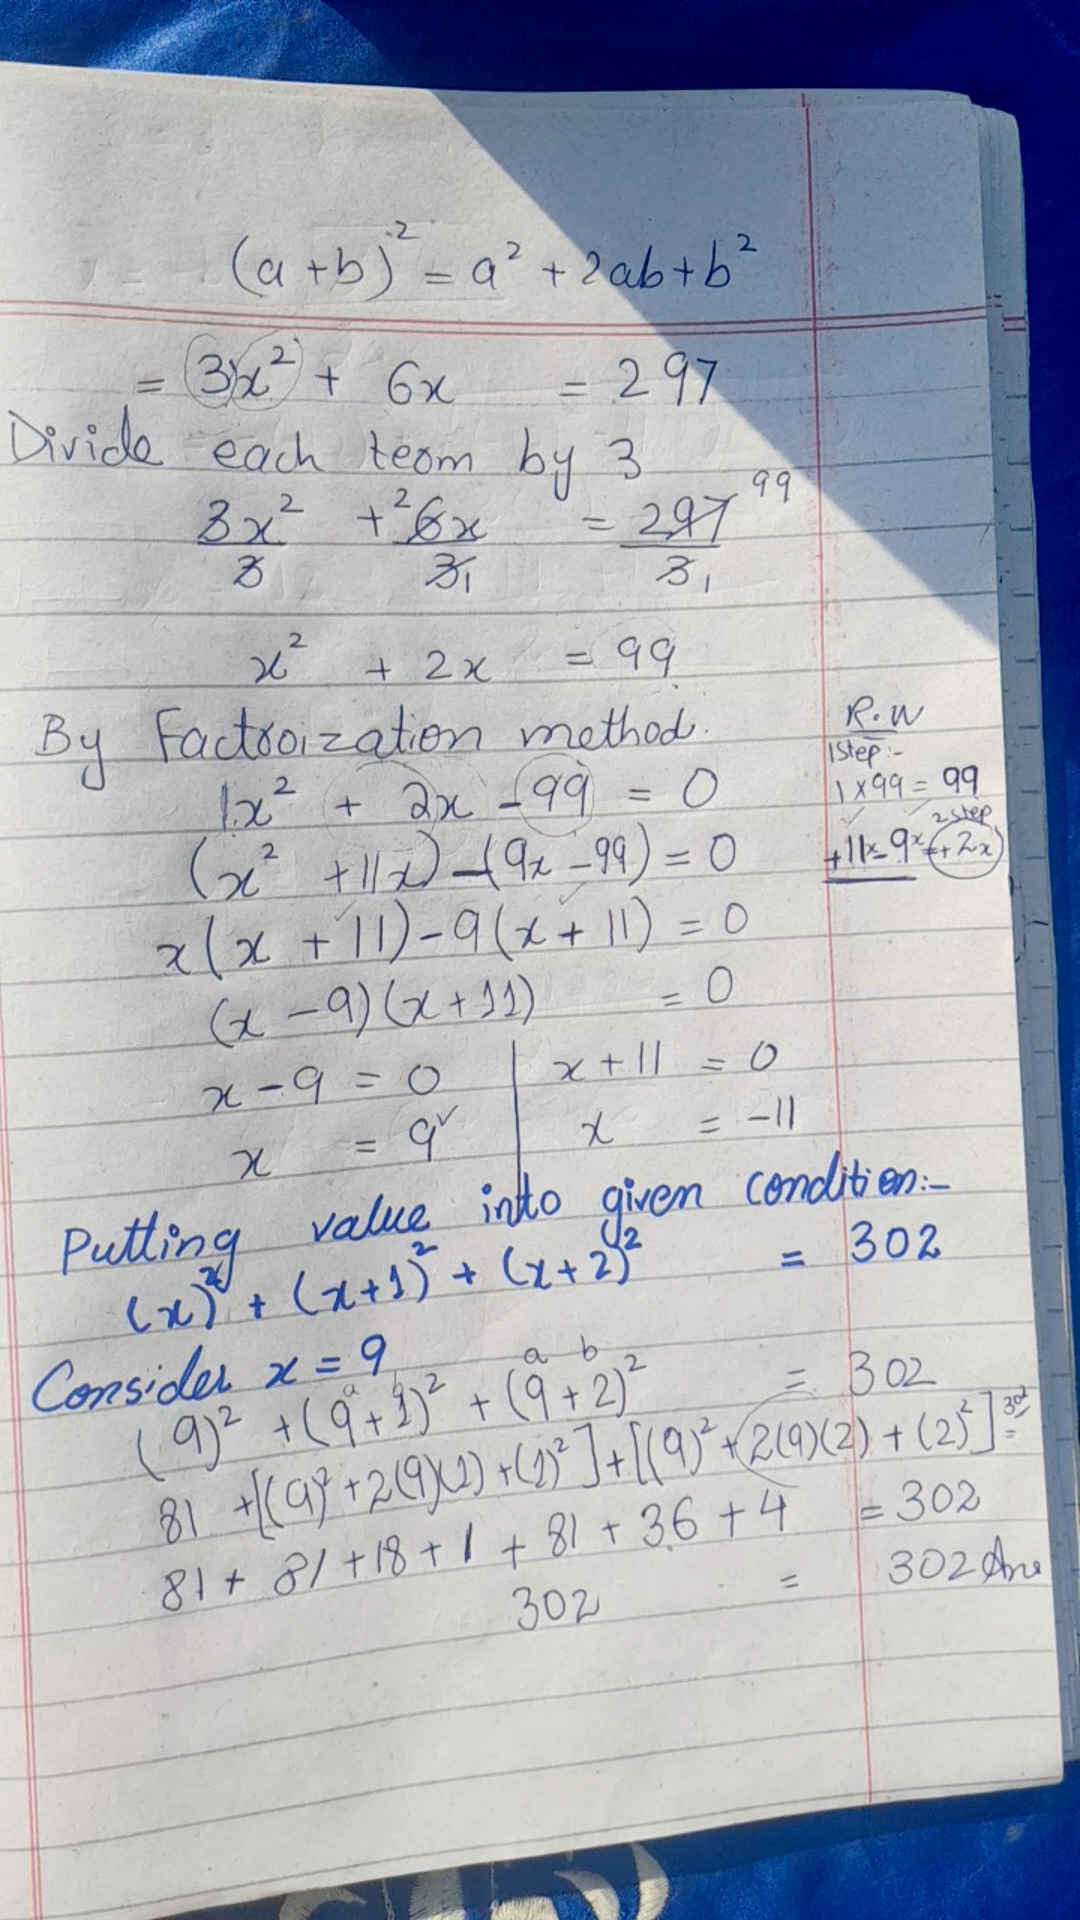 (a+b)² = a² + 2ab + b²
= 3x² + 6x = 297
Divide each term by 3
3x²/3 + ²6x/3₁ = 297/3₁ 99
x² + 2x = 99
By Factroization method.
R.W
1Step:-
1x² + 2x - 99 = 0
1×99 = 99
2step
(x² + 11x) - (9x - 99) = 0
+11x - 9x = +2x
x(x + 11) - 9(x + 11) = 0
(x - 9)(x + 11) = 0
x - 9 = 0 | x + 11 = 0
x = 9✓ | x = -11
Putting value into given condition:-
(x)² + (x+1)² + (x+2)² = 302
Consider x = 9
a b a b
(9)² + (9+1)² + (9+2)² = 302
81 + [(9)² + 2(9)(1) + (1)²] + [(9)² + 2(9)(2) + (2)²] = 302
81 + 81 + 18 + 1 + 81 + 36 + 4 = 302
302 = 302 Ans